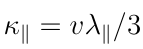 κ∥ = vλ∥/3